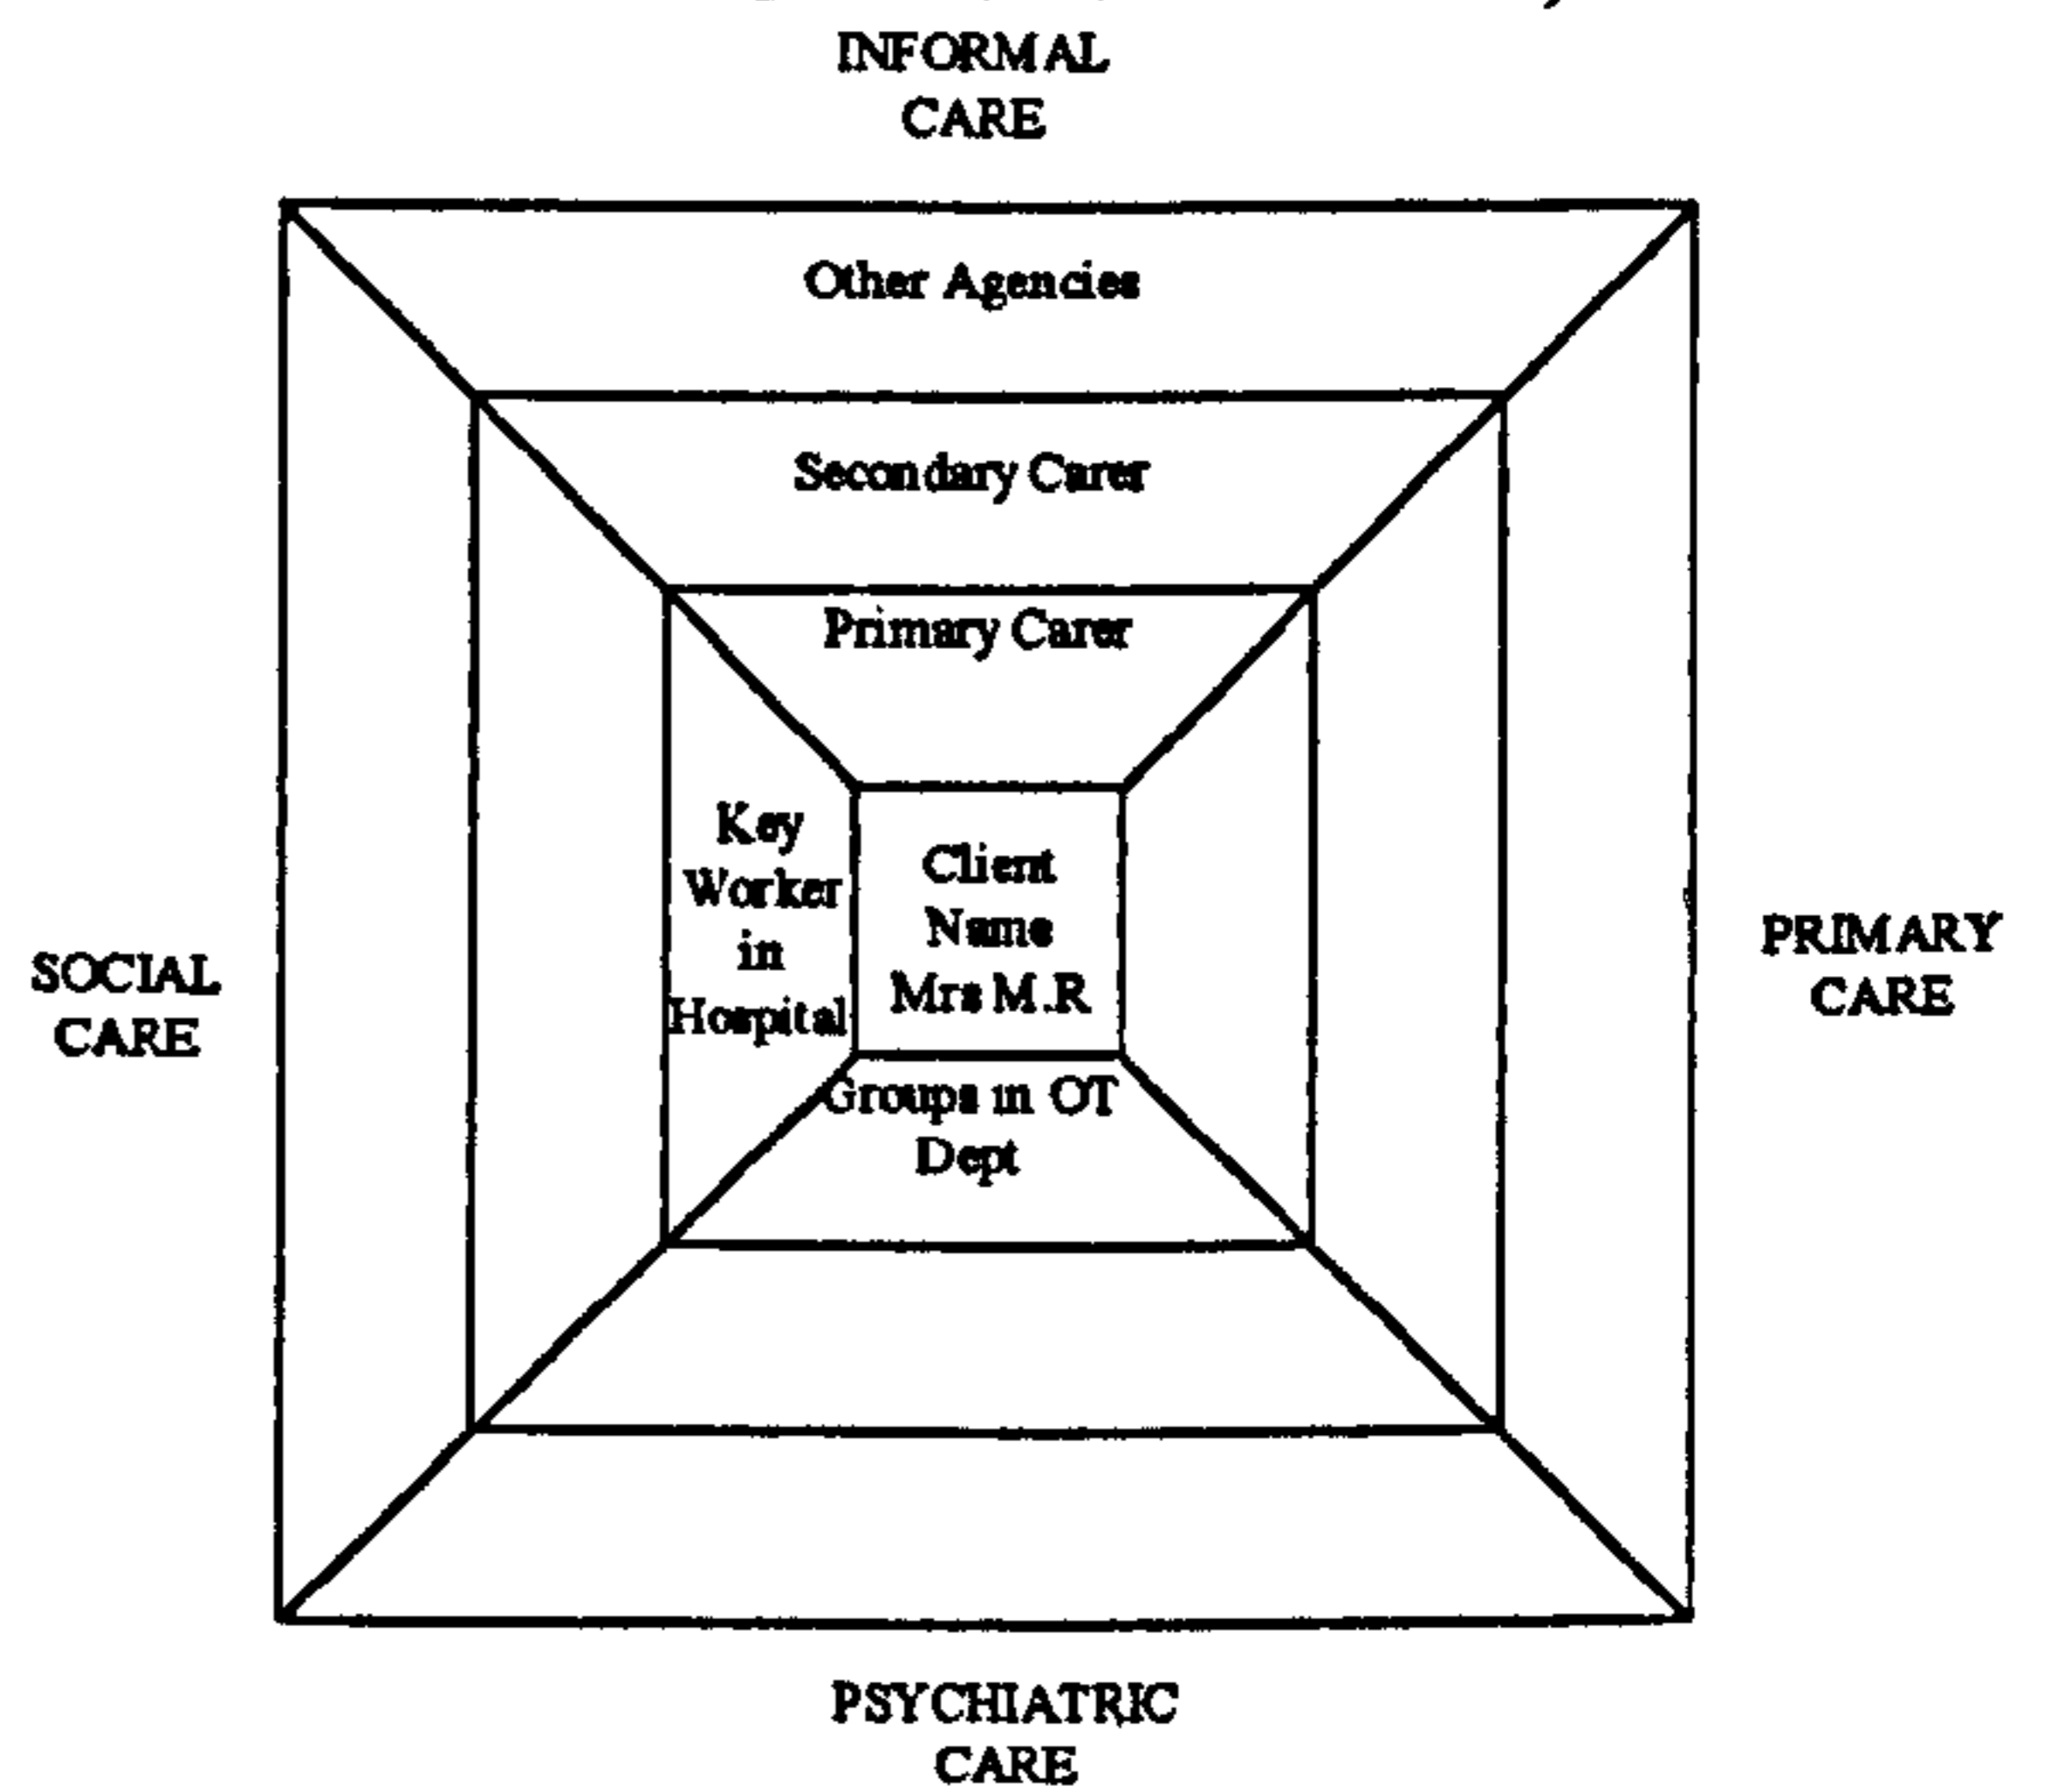 INFORMAL
CARE
Other Agencies
Secondary Carer
Primary Carer
Key
Worker
in
Hospital
Client
Name
Mrs M.R
Groups in OT
Dept
SOCIAL
CARE
PRIMARY
CARE
PSYCHIATRIC
CARE